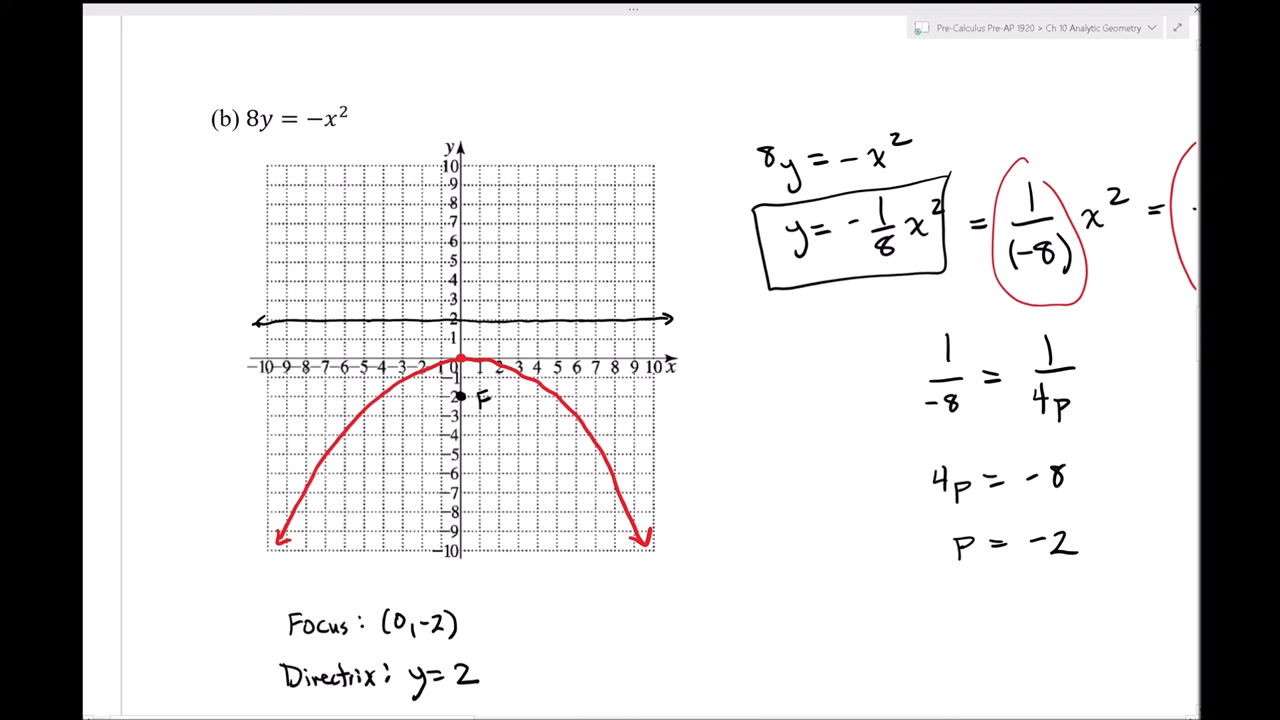 Pre-Calculus Pre-AP 1920 > Ch 10 Analytic Geometry
(b) 8y = −x²
y
10
9
8
7
6
5
4
3
2
1
−10 −9 −8 −7 −6 −5 −4 −3 −2 −1 0 1 2 3 4 5 6 7 8 9 10 x
−1
2
F
−3
−4
−5
−6
−7
−8
−9
−10
Focus: (0,-2)
Directrix: y=2
8y = -x²
y = - 1/8 x² = 1/(-8) x² =
1/-8 = 1/4p
4p = -8
p = -2